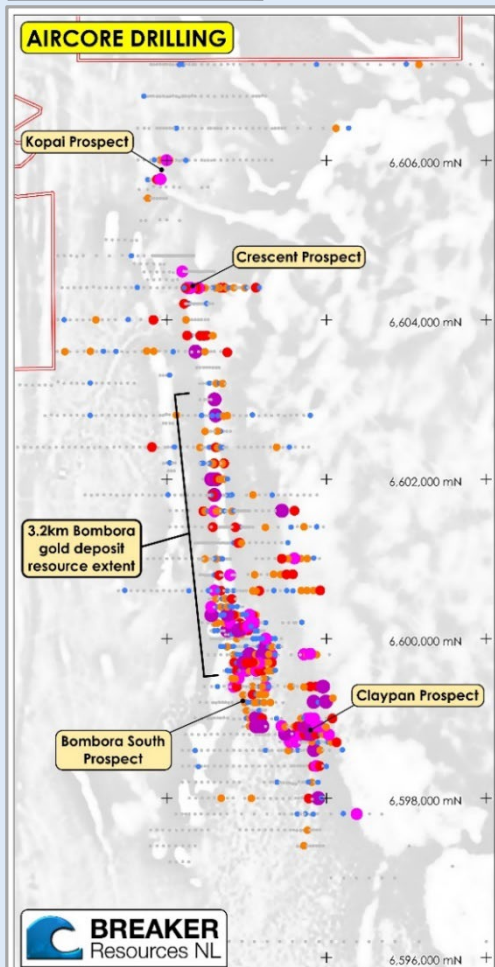 AIRCORE DRILLING
Kopai Prospect
6,606,000 mN
Crescent Prospect
6,604,000 mN
6,602,000 mN
3.2km Bombora
gold deposit
resource extent
6,600,000 mN
Claypan Prospect
Bombora South
Prospect
6,598,000 mN
BREAKER
Resources NL
6,596,000 mN